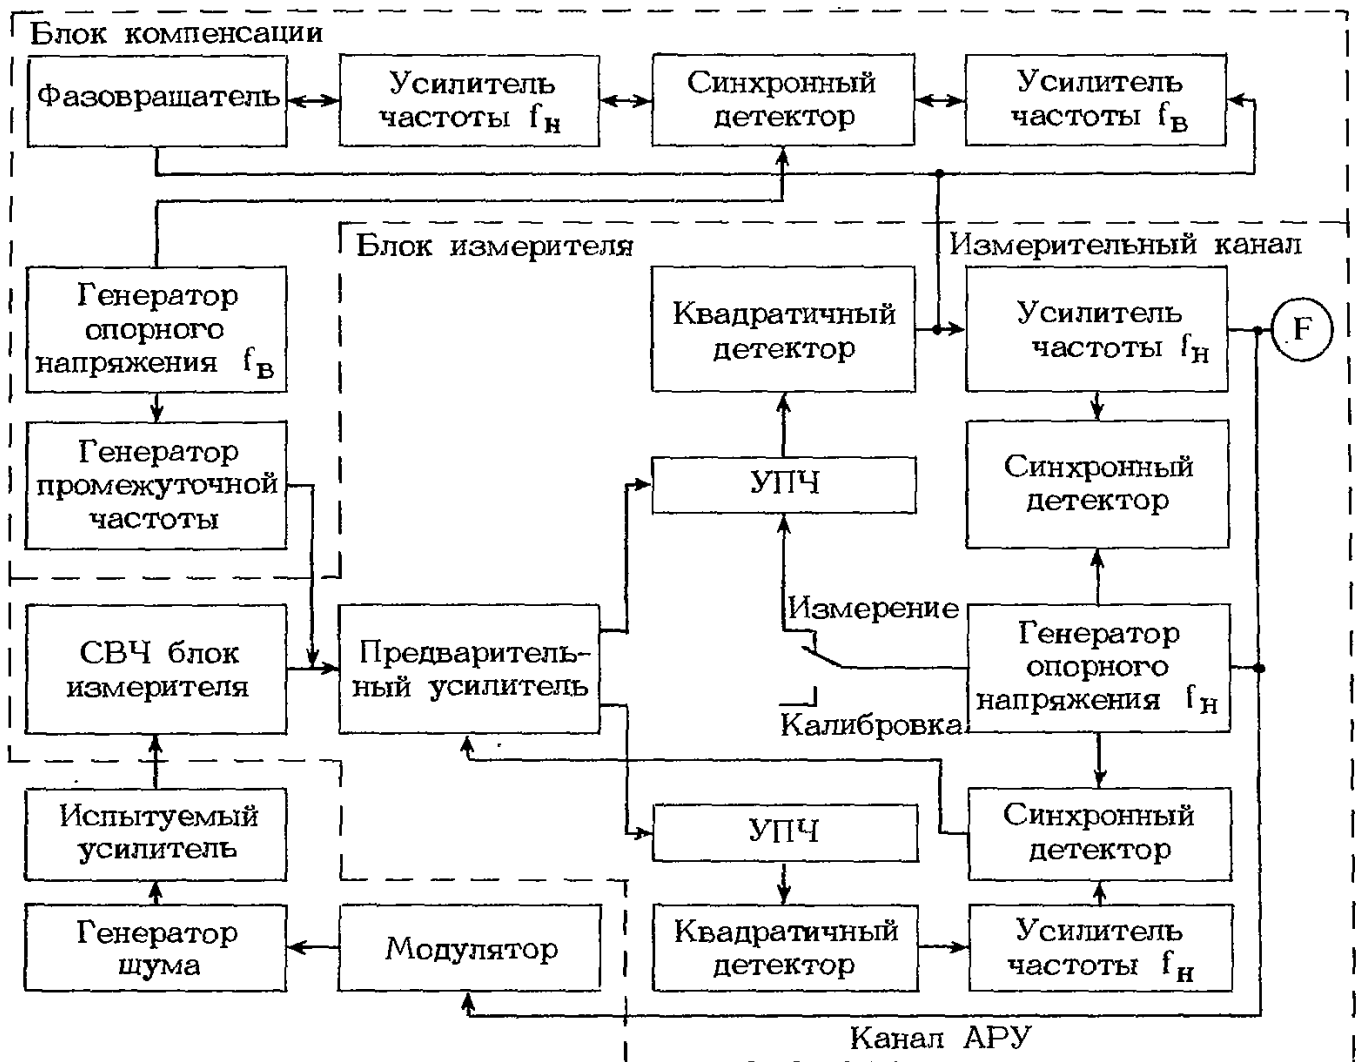 Блок компенсации
Фазовращатель
Усилитель
частоты fн
Синхронный
детектор
Усилитель
частоты fв
Блок измерителя
Измерительный канал
Генератор
опорного
напряжения fв
Квадратичный
детектор
Усилитель
частоты fн
F
Генератор
промежуточной
частоты
УПЧ
Синхронный
детектор
СВЧ блок
измерителя
Предваритель-
ный усилитель
Измерение
Калибровка
Генератор
опорного
напряжения fн
Испытуемый
усилитель
УПЧ
Синхронный
детектор
Генератор
шума
Модулятор
Квадратичный
детектор
Усилитель
частоты fн
Канал АРУ